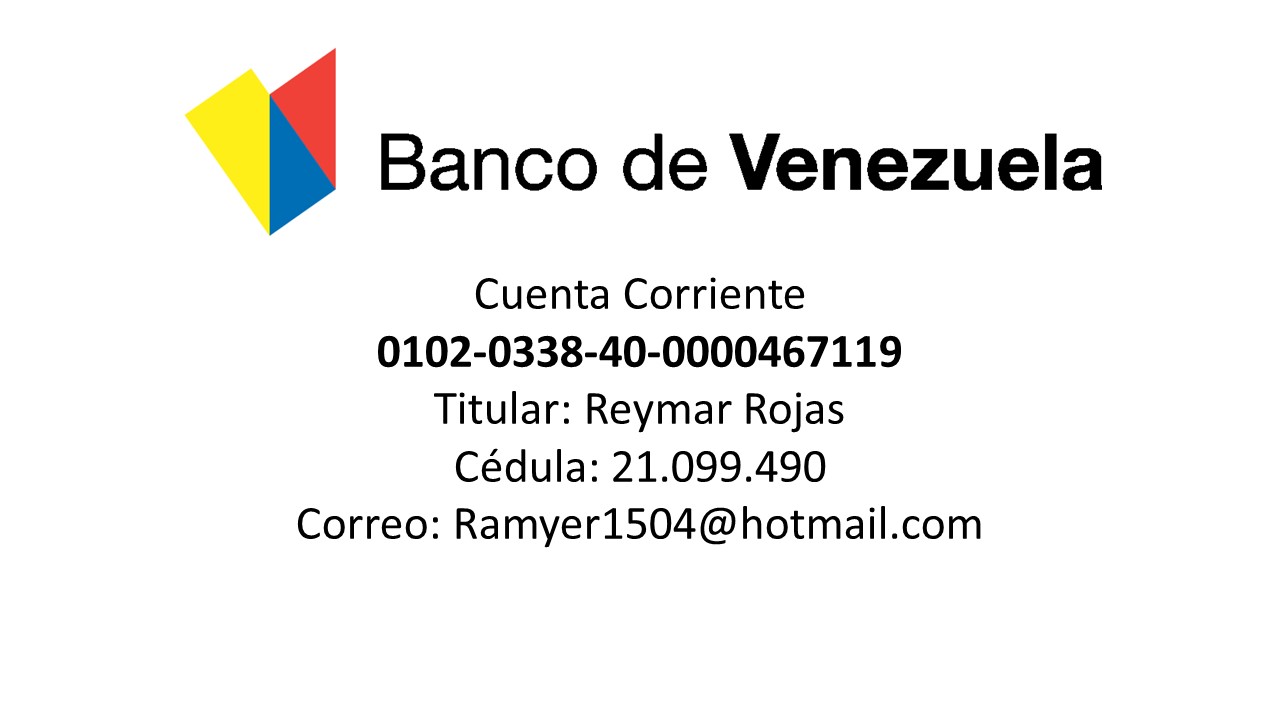 Banco de Venezuela
Cuenta Corriente
0102-0338-40-0000467119
Titular: Reymar Rojas
Cédula: 21.099.490
Correo: Ramyer1504@hotmail.com